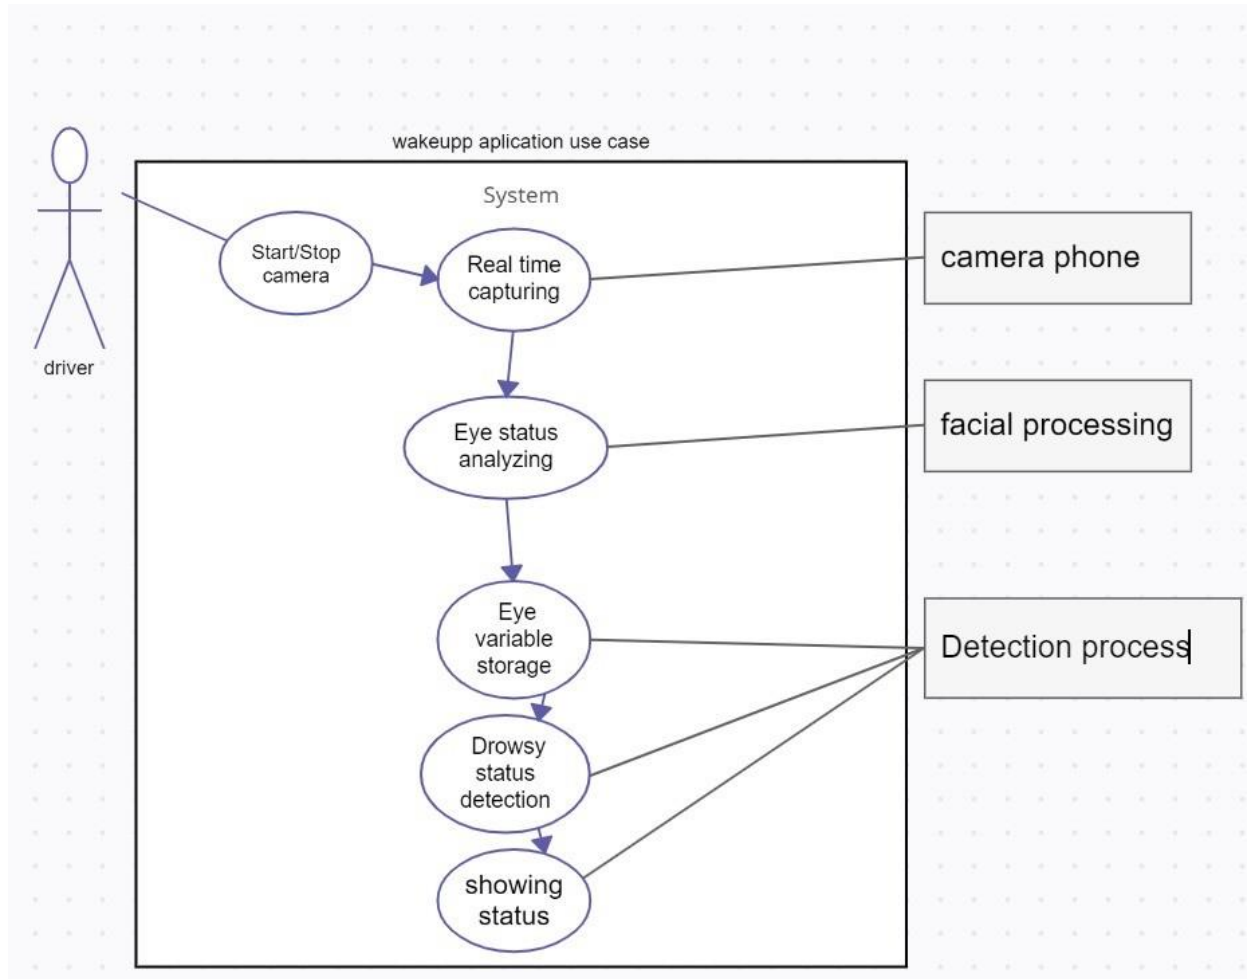 wakeupp aplication use case
System
Start/Stop
camera
Real time
capturing
camera phone
driver
Eye status
analyzing
facial processing
Eye
variable
storage
Detection process
Drowsy
status
detection
showing
status